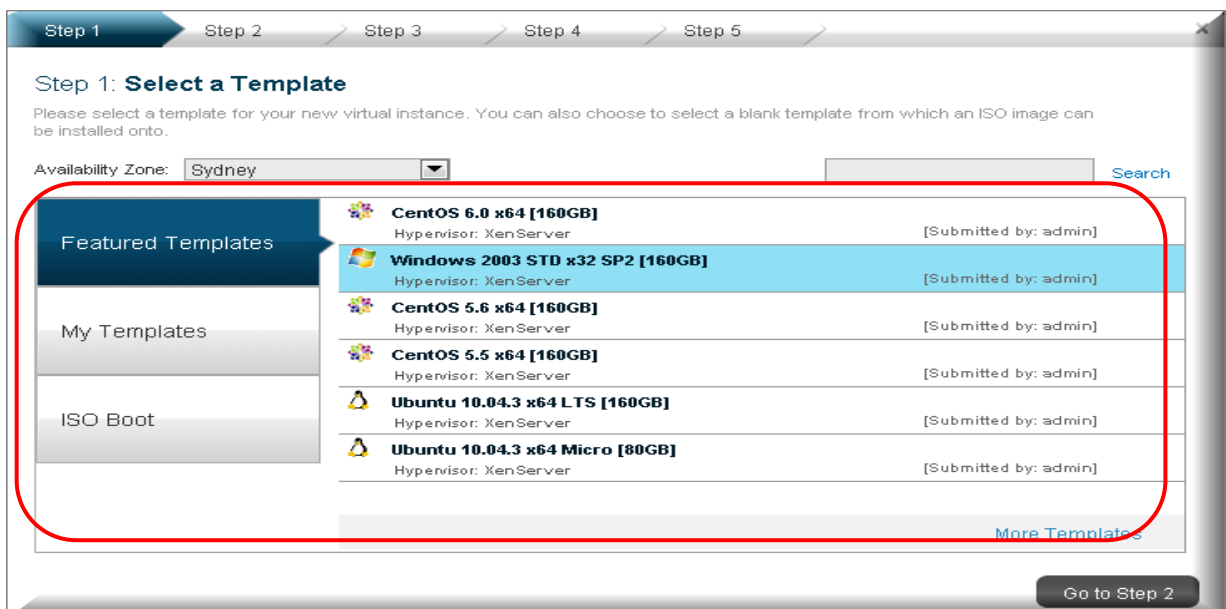 Step 1 Step 2 Step 3 Step 4 Step 5
Step 1: Select a Template
Please select a template for your new virtual instance. You can also choose to select a blank template from which an ISO image can
be installed onto.
Availability Zone: Sydney Search
Featured Templates
My Templates
ISO Boot
CentOS 6.0 x64 [160GB]
Hypervisor: XenServer [Submitted by: admin]
Windows 2003 STD x32 SP2 [160GB]
Hypervisor: XenServer [Submitted by: admin]
CentOS 5.6 x64 [160GB]
Hypervisor: XenServer [Submitted by: admin]
CentOS 5.5 x64 [160GB]
Hypervisor: XenServer [Submitted by: admin]
Ubuntu 10.04.3 x64 LTS [160GB]
Hypervisor: XenServer [Submitted by: admin]
Ubuntu 10.04.3 x64 Micro [80GB]
Hypervisor: XenServer [Submitted by: admin]
More Templates
Go to Step 2